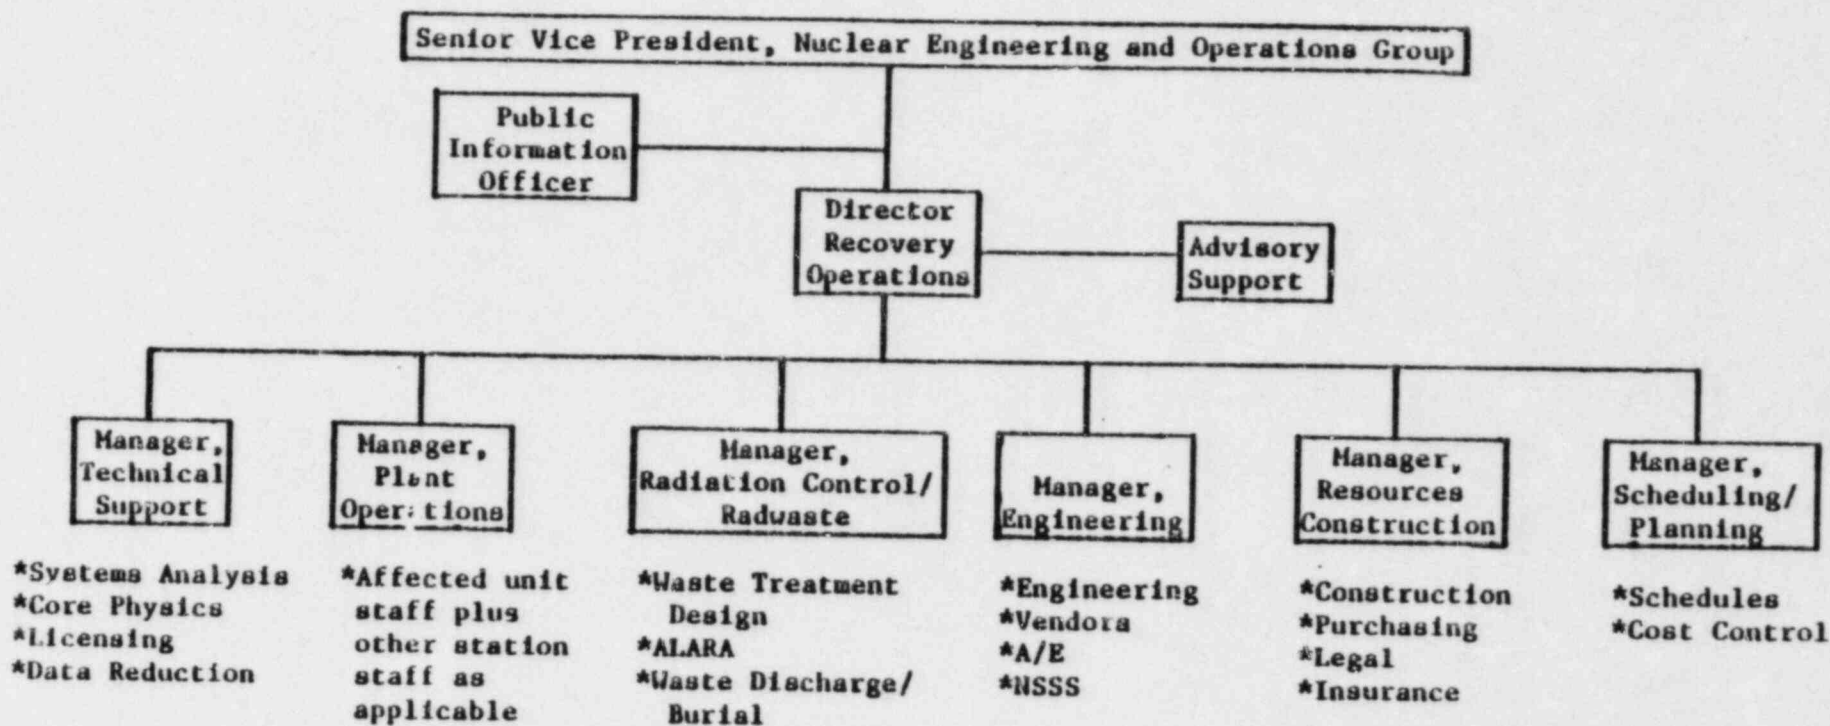 Senior Vice President, Nuclear Engineering and Operations Group
Public
Information
Officer
Director
Recovery
Operations
Advisory
Support
Manager,
Technical
Support
Manager,
Plant
Operations
Manager,
Radiation Control/
Radwaste
Manager,
Engineering
Manager,
Resources
Construction
Manager,
Scheduling/
Planning
*Systems Analysis
*Core Physics
*Licensing
*Data Reduction
*Affected unit
staff plus
other station
staff as
applicable
*Waste Treatment
Design
*ALARA
*Waste Discharge/
Burial
*Engineering
*Vendors
*A/E
*NSSS
*Construction
*Purchasing
*Legal
*Insurance
*Schedules
*Cost Control